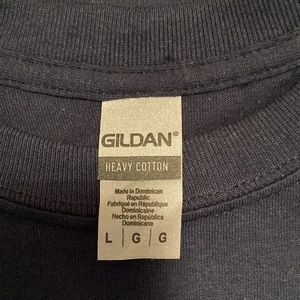 GILDAN®
HEAVY COTTON
Made in Dominican
Republic
Fabriqué en République
Dominicaine
Hecho en República
Dominicana
L | G | G